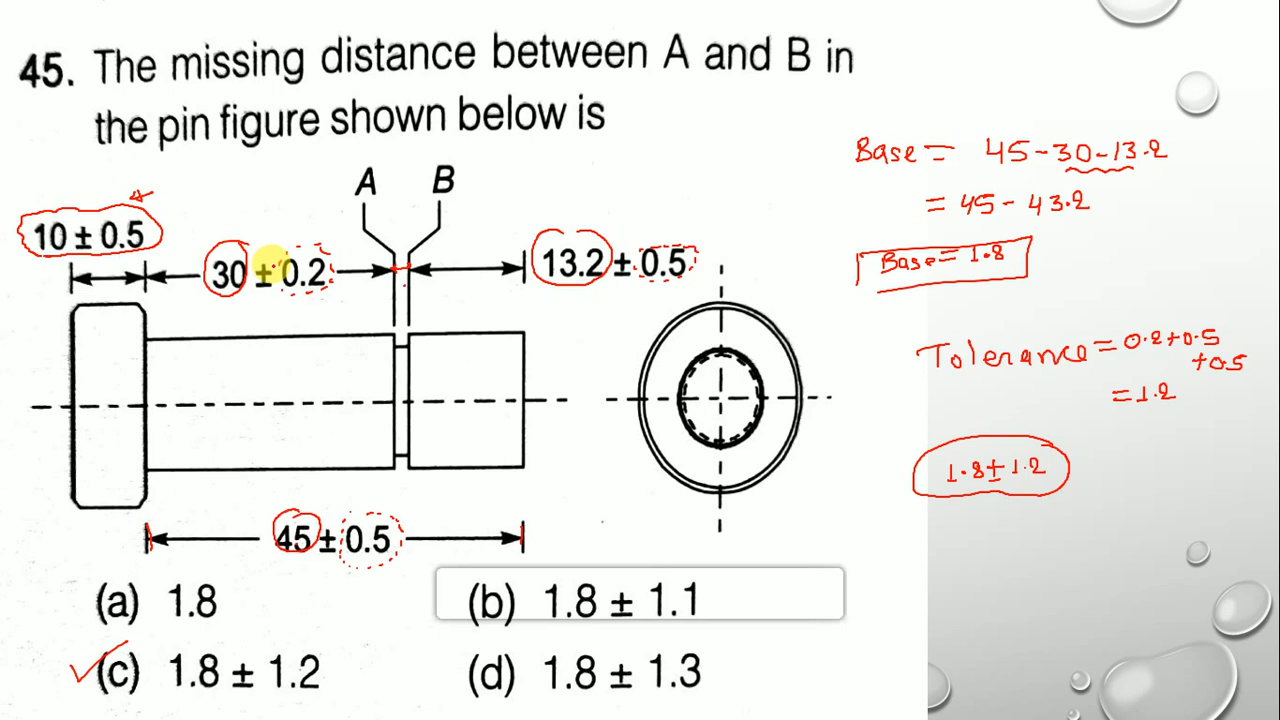 45. The missing distance between A and B in
the pin figure shown below is
A B
10 ± 0.5
30 ± 0.2
13.2 ± 0.5
45 ± 0.5
(a) 1.8
(b) 1.8 ± 1.1
(c) 1.8 ± 1.2
(d) 1.8 ± 1.3
Base = 45-30-13.2
= 45 - 43.2
Base = 1.8
Tolerance = 0.2+0.5
+0.5
= 1.2
1.8 ± 1.2